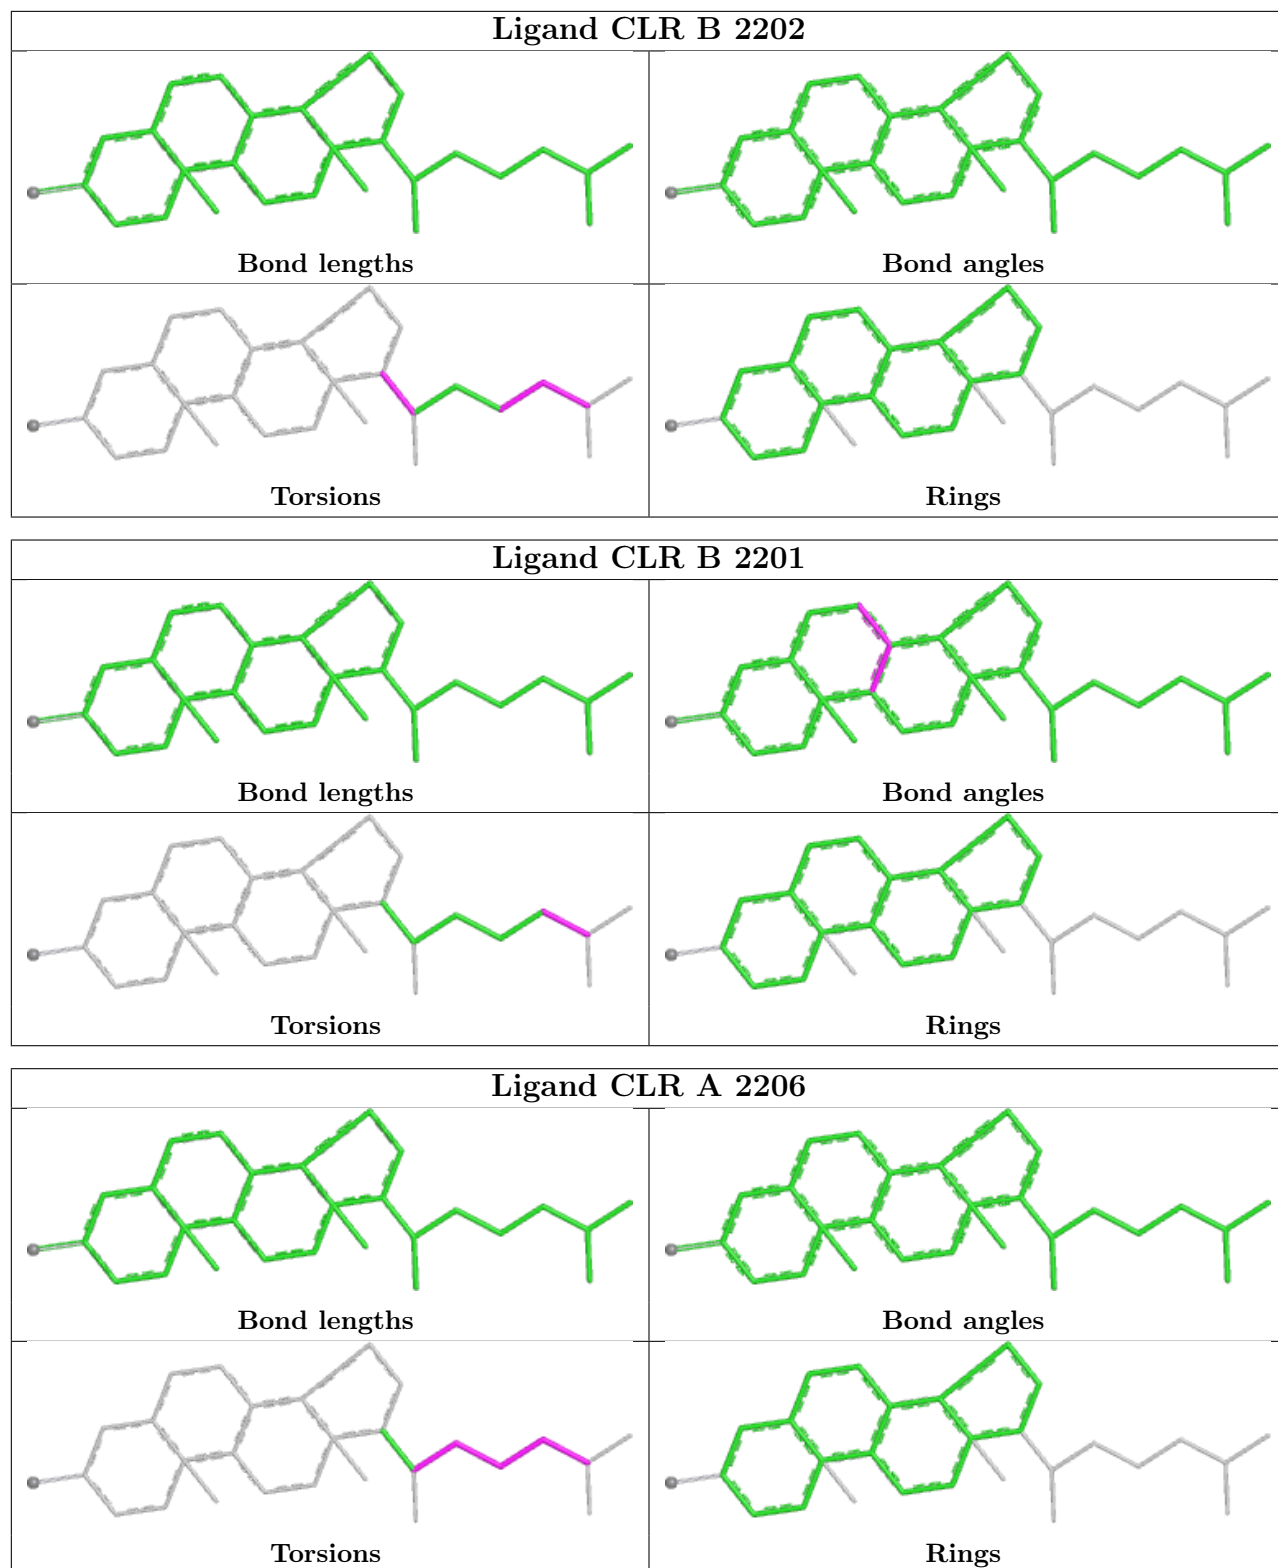 Ligand CLR B 2202
Bond lengths
Bond angles
Torsions
Rings
Ligand CLR B 2201
Bond lengths
Bond angles
Torsions
Rings
Ligand CLR A 2206
Bond lengths
Bond angles
Torsions
Rings